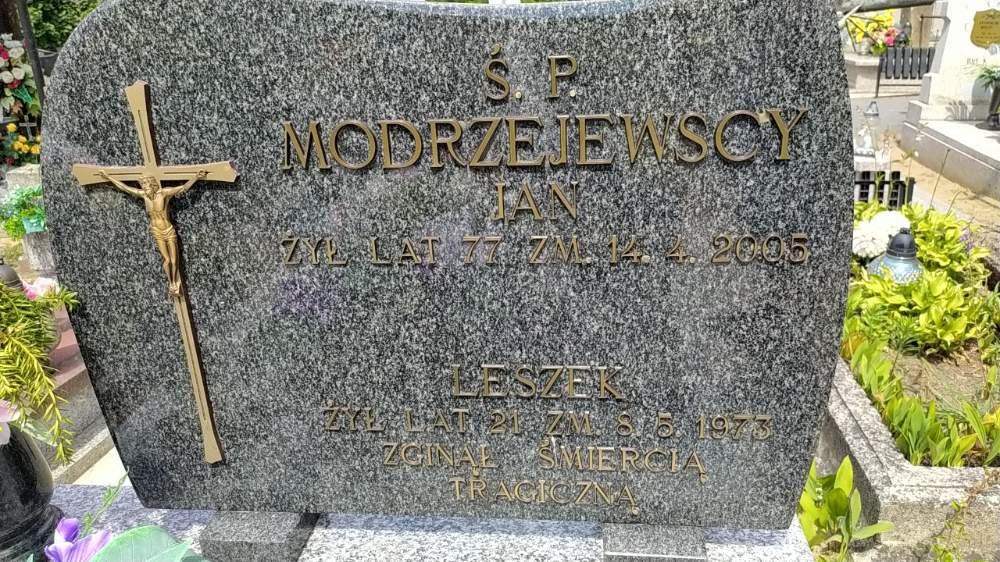 Ś. P.
MODRZEJEWSCY
JAN
ŻYŁ LAT 77 ZM. 14. 4. 2005
LESZEK
ŻYŁ LAT 21 ZM. 8. 5. 1973
ZGINĄŁ ŚMIERCIĄ
TRAGICZNĄ